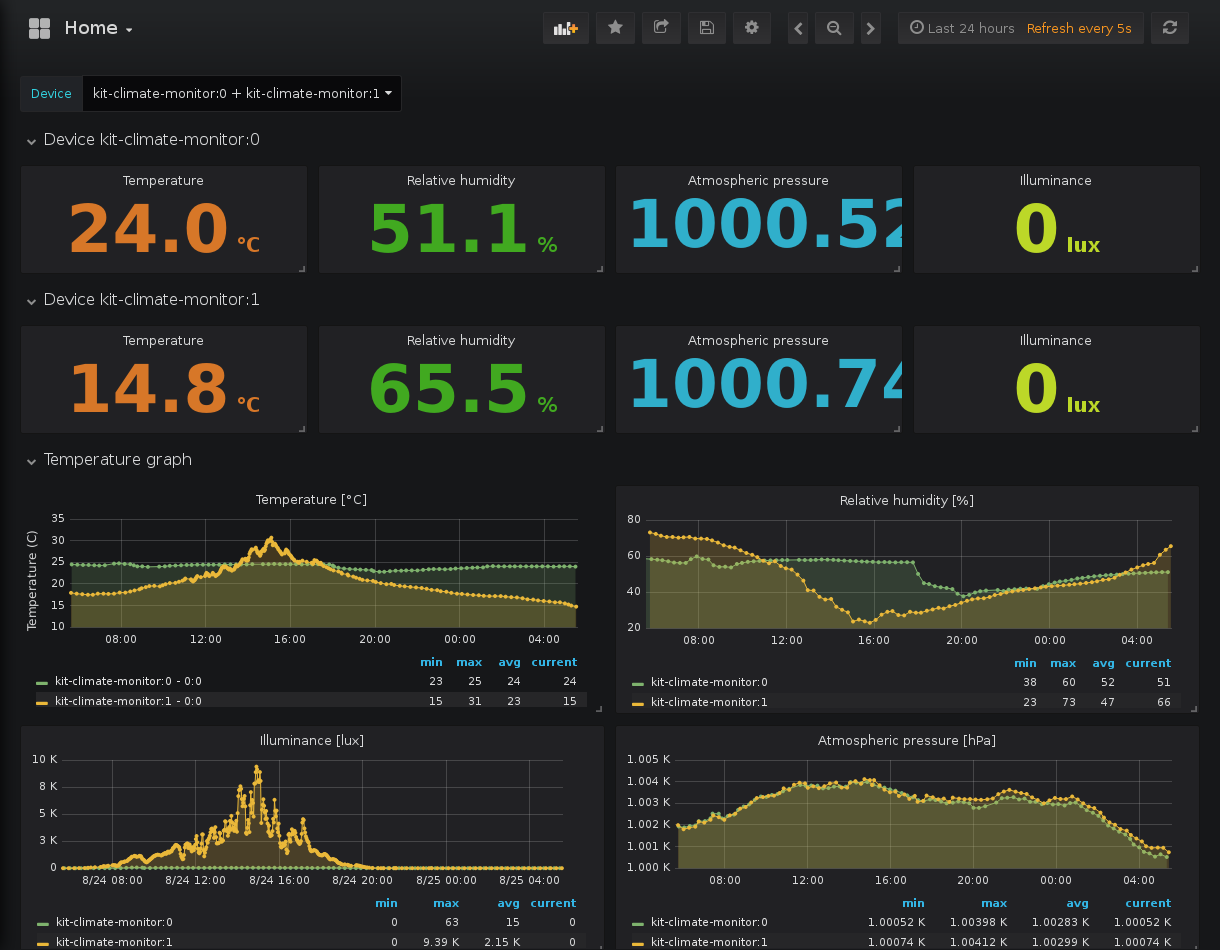 Home
Last 24 hours Refresh every 5s
Device kit-climate-monitor:0 + kit-climate-monitor:1
Device kit-climate-monitor:0
Temperature Relative humidity Atmospheric pressure Illuminance
24.0 °C 51.1 % 1000.52 0 lux
Device kit-climate-monitor:1
Temperature Relative humidity Atmospheric pressure Illuminance
14.8 °C 65.5 % 1000.74 0 lux
Temperature graph
Temperature [°C]
Temperature (C)
35
30
25
20
15
10
08:00 12:00 16:00 20:00 00:00 04:00
min max avg current
kit-climate-monitor:0 - 0:0 23 25 24 24
kit-climate-monitor:1 - 0:0 15 31 23 15
Relative humidity [%]
80
60
40
20
08:00 12:00 16:00 20:00 00:00 04:00
min max avg current
kit-climate-monitor:0 38 60 52 51
kit-climate-monitor:1 23 73 47 66
Illuminance [lux]
10 K
8 K
5 K
3 K
0
8/24 08:00 8/24 12:00 8/24 16:00 8/24 20:00 8/25 00:00 8/25 04:00
min max avg current
kit-climate-monitor:0 0 63 15 0
kit-climate-monitor:1 0 9.39 K 2.15 K 0
Atmospheric pressure [hPa]
1.005 K
1.004 K
1.003 K
1.002 K
1.001 K
1.000 K
08:00 12:00 16:00 20:00 00:00 04:00
min max avg current
kit-climate-monitor:0 1.00052 K 1.00398 K 1.00283 K 1.00052 K
kit-climate-monitor:1 1.00074 K 1.00412 K 1.00299 K 1.00074 K